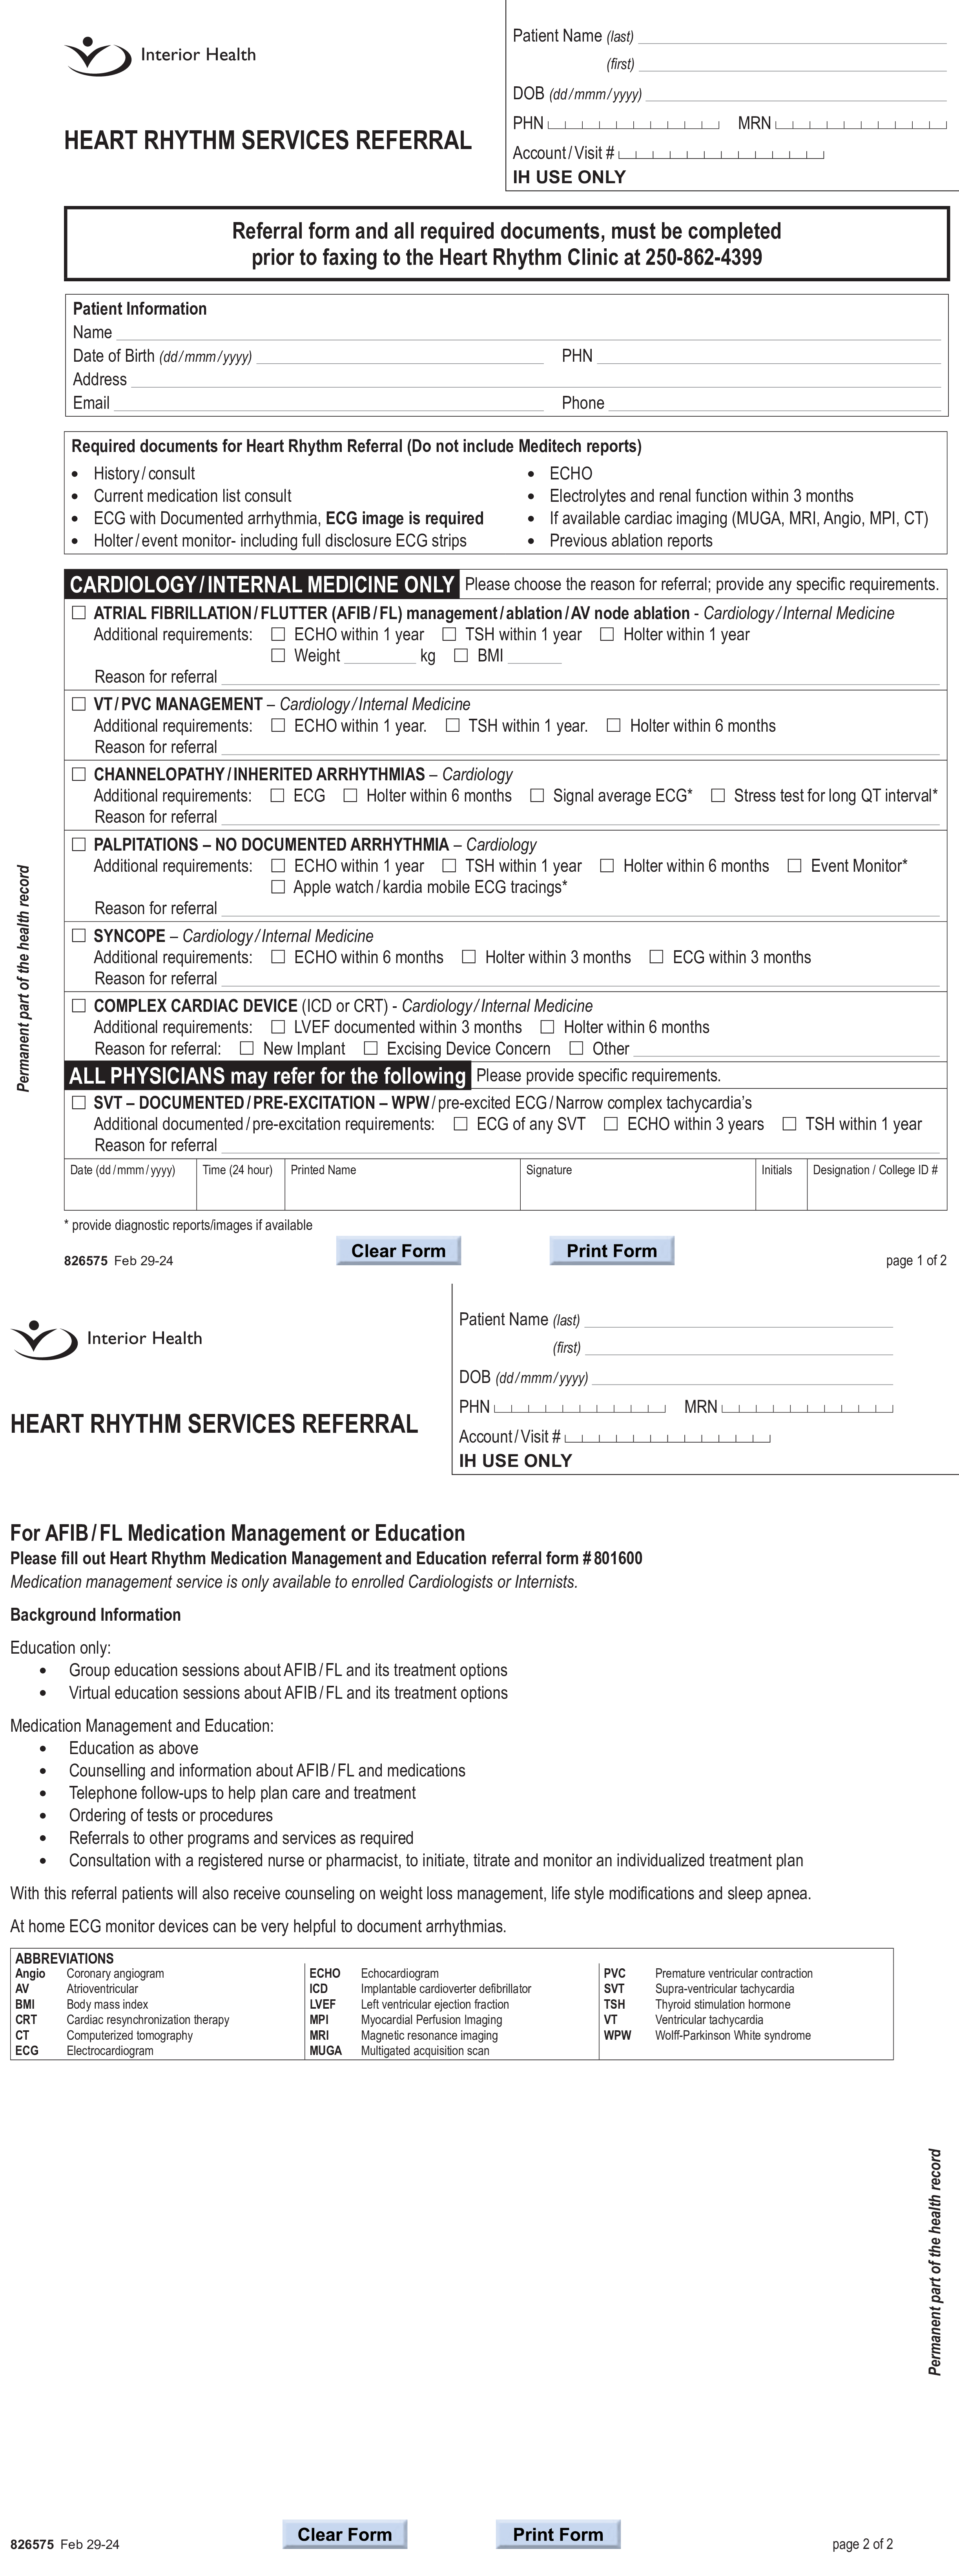 Interior Health
HEART RHYTHM SERVICES REFERRAL
Patient Name (last)
(first)
DOB (dd/mmm/yyyy)
PHN MRN
Account/Visit #
IH USE ONLY
Referral form and all required documents, must be completed
prior to faxing to the Heart Rhythm Clinic at 250-862-4399
Patient Information
Name
Date of Birth (dd/mmm/yyyy) PHN
Address
Email Phone
Required documents for Heart Rhythm Referral (Do not include Meditech reports)
• History/consult
• Current medication list consult
• ECG with Documented arrhythmia, ECG image is required
• Holter/event monitor- including full disclosure ECG strips
• ECHO
• Electrolytes and renal function within 3 months
• If available cardiac imaging (MUGA, MRI, Angio, MPI, CT)
• Previous ablation reports
CARDIOLOGY/INTERNAL MEDICINE ONLY Please choose the reason for referral; provide any specific requirements.
☐ ATRIAL FIBRILLATION/FLUTTER (AFIB/FL) management/ablation/AV node ablation - Cardiology/Internal Medicine
Additional requirements: ☐ ECHO within 1 year ☐ TSH within 1 year ☐ Holter within 1 year
☐ Weight kg ☐ BMI
Reason for referral
☐ VT/PVC MANAGEMENT – Cardiology/Internal Medicine
Additional requirements: ☐ ECHO within 1 year. ☐ TSH within 1 year. ☐ Holter within 6 months
Reason for referral
☐ CHANNELOPATHY/INHERITED ARRHYTHMIAS – Cardiology
Additional requirements: ☐ ECG ☐ Holter within 6 months ☐ Signal average ECG* ☐ Stress test for long QT interval*
Reason for referral
☐ PALPITATIONS – NO DOCUMENTED ARRHYTHMIA – Cardiology
Additional requirements: ☐ ECHO within 1 year ☐ TSH within 1 year ☐ Holter within 6 months ☐ Event Monitor*
☐ Apple watch/kardia mobile ECG tracings*
Reason for referral
☐ SYNCOPE – Cardiology/Internal Medicine
Additional requirements: ☐ ECHO within 6 months ☐ Holter within 3 months ☐ ECG within 3 months
Reason for referral
☐ COMPLEX CARDIAC DEVICE (ICD or CRT) - Cardiology/Internal Medicine
Additional requirements: ☐ LVEF documented within 3 months ☐ Holter within 6 months
Reason for referral: ☐ New Implant ☐ Excising Device Concern ☐ Other
ALL PHYSICIANS may refer for the following Please provide specific requirements.
☐ SVT – DOCUMENTED/PRE-EXCITATION – WPW/pre-excited ECG/Narrow complex tachycardia's
Additional documented/pre-excitation requirements: ☐ ECG of any SVT ☐ ECHO within 3 years ☐ TSH within 1 year
Reason for referral
Date (dd/mmm/yyyy) Time (24 hour) Printed Name Signature Initials Designation / College ID #
* provide diagnostic reports/images if available
Clear Form Print Form
826575 Feb 29-24 page 1 of 2
Permanent part of the health record
Interior Health
HEART RHYTHM SERVICES REFERRAL
Patient Name (last)
(first)
DOB (dd/mmm/yyyy)
PHN MRN
Account/Visit #
IH USE ONLY
For AFIB/FL Medication Management or Education
Please fill out Heart Rhythm Medication Management and Education referral form #801600
Medication management service is only available to enrolled Cardiologists or Internists.
Background Information
Education only:
• Group education sessions about AFIB/FL and its treatment options
• Virtual education sessions about AFIB/FL and its treatment options
Medication Management and Education:
• Education as above
• Counselling and information about AFIB/FL and medications
• Telephone follow-ups to help plan care and treatment
• Ordering of tests or procedures
• Referrals to other programs and services as required
• Consultation with a registered nurse or pharmacist, to initiate, titrate and monitor an individualized treatment plan
With this referral patients will also receive counseling on weight loss management, life style modifications and sleep apnea.
At home ECG monitor devices can be very helpful to document arrhythmias.
ABBREVIATIONS
Angio Coronary angiogram
AV Atrioventricular
BMI Body mass index
CRT Cardiac resynchronization therapy
CT Computerized tomography
ECG Electrocardiogram
ECHO Echocardiogram
ICD Implantable cardioverter defibrillator
LVEF Left ventricular ejection fraction
MPI Myocardial Perfusion Imaging
MRI Magnetic resonance imaging
MUGA Multigated acquisition scan
PVC Premature ventricular contraction
SVT Supra-ventricular tachycardia
TSH Thyroid stimulation hormone
VT Ventricular tachycardia
WPW Wolff-Parkinson White syndrome
Permanent part of the health record
Clear Form Print Form
826575 Feb 29-24 page 2 of 2